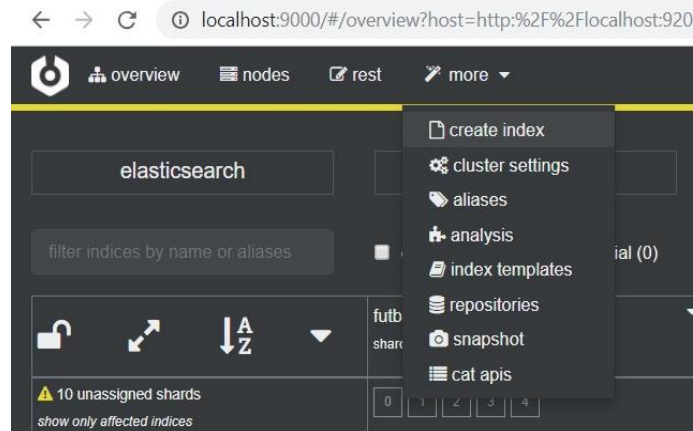 localhost:9000/#/overview?host=http:%2F%2Flocalhost:920
overview nodes rest more
create index
elasticsearch
cluster settings
aliases
filter indices by name or aliases
ial (0)
analysis
index templates
repositories
futb
shard
A
Z
snapshot
cat apis
10 unassigned shards
show only affected indices
0 1 2 3 4